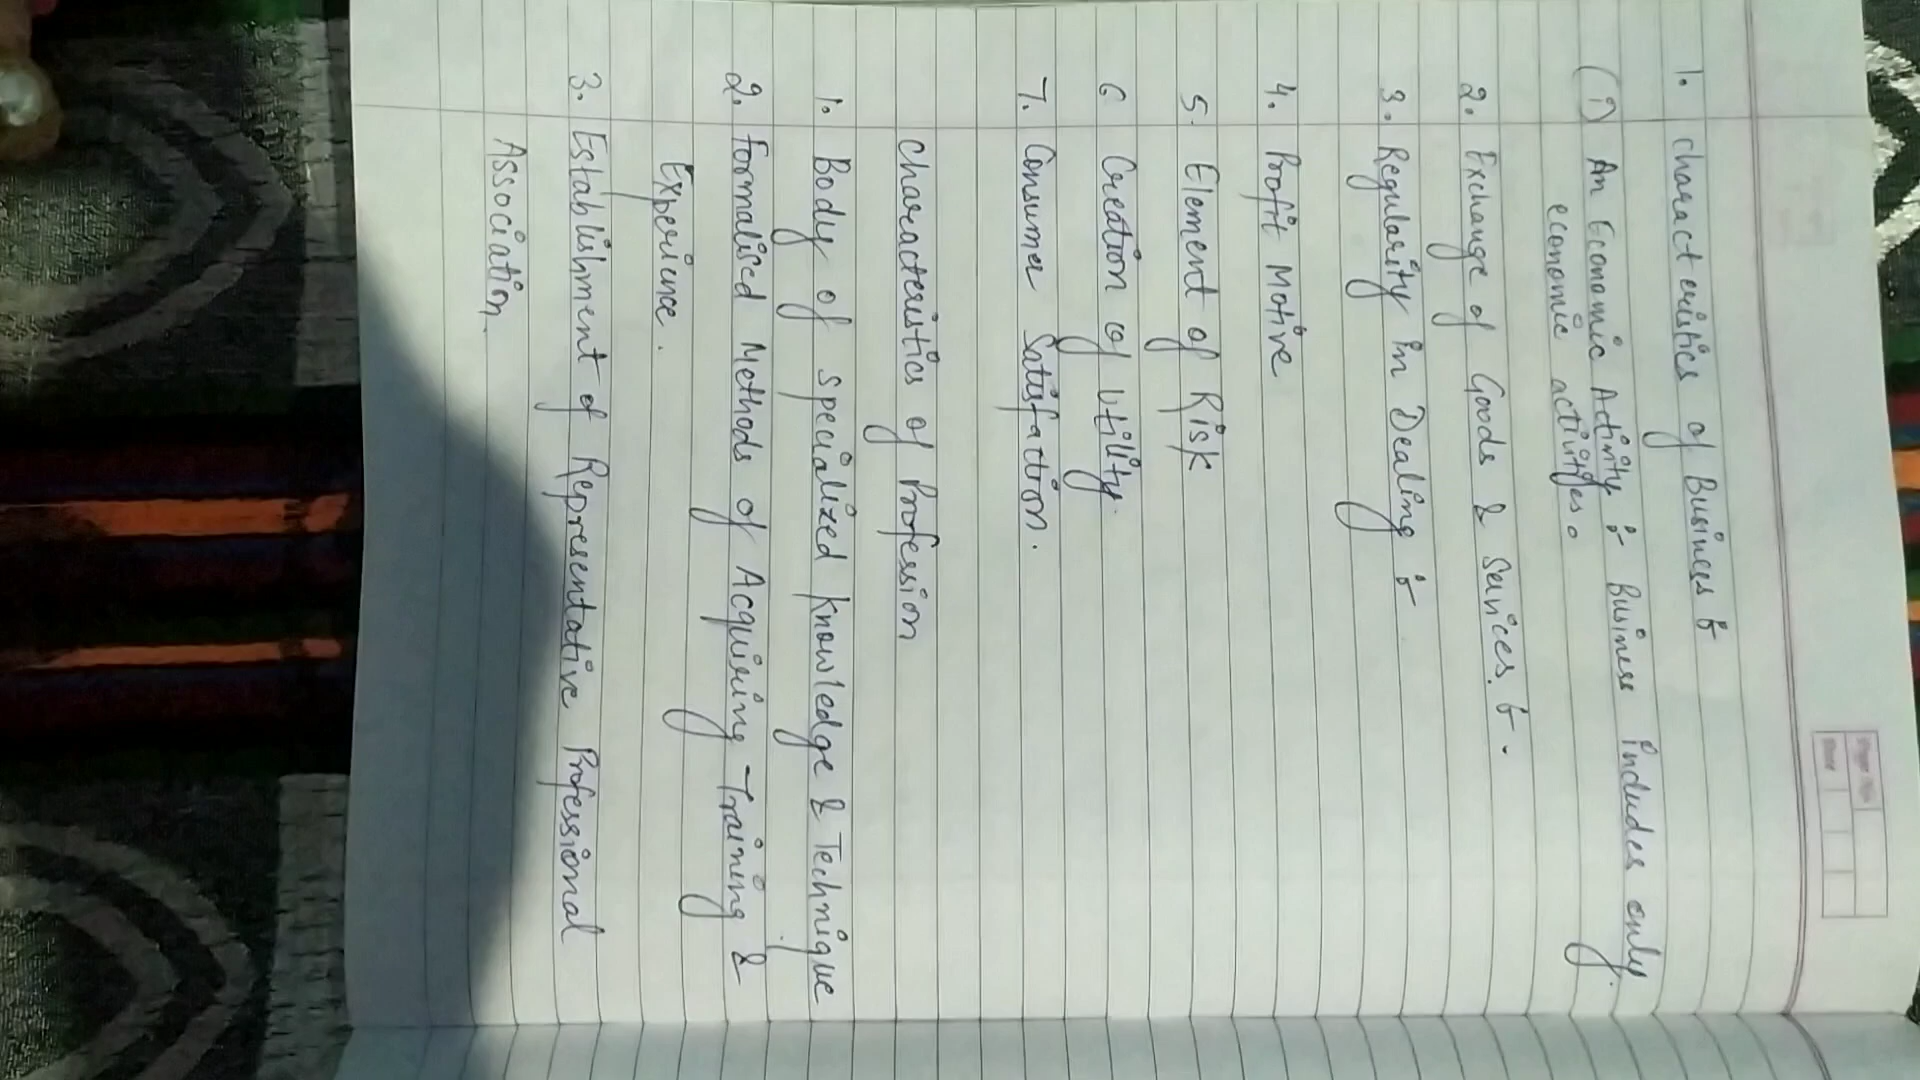 Page No.
Date
1. characteristics of Business :-
(1) An Economic Activity :- Business includes only
economic activities.
2. Exchange of Goods & Services. :- .
3. Regularity in Dealing :-
4. Profit Motive
5. Element of Risk
6 Creation of Utility.
7. Consumer Satisfaction.
characteristics of Profession
1. Body of specialized knowledge & Technique
2. Formalised Methods of Acquiring Training &
Experience.
3. Establishment of Representative Professional
Association.